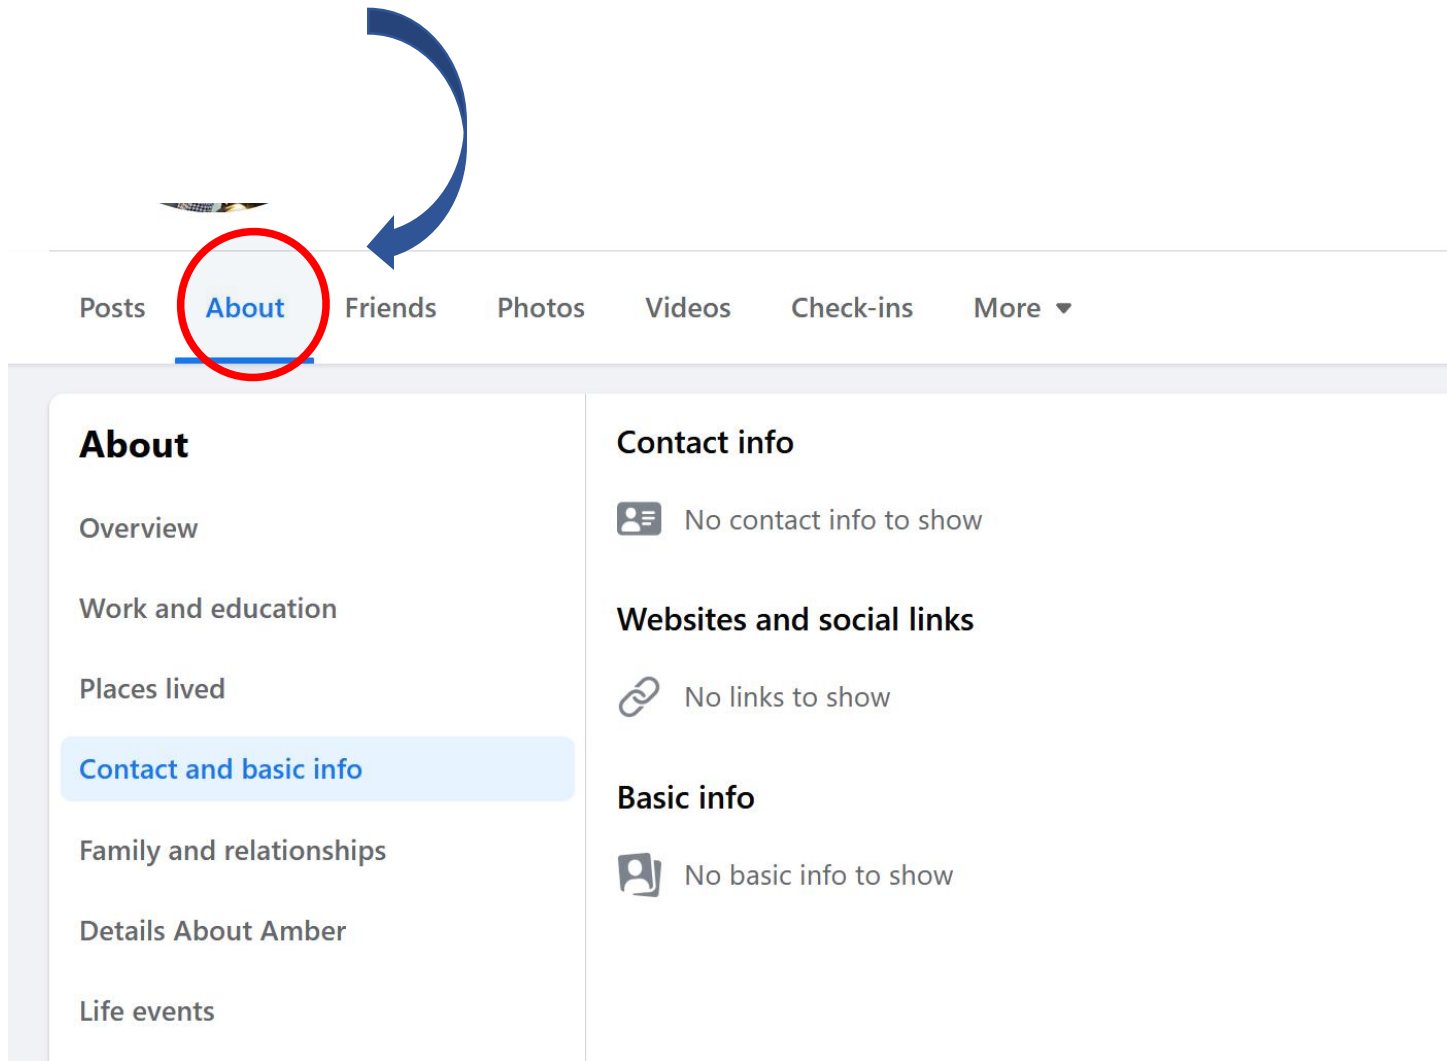 Posts About Friends Photos Videos Check-ins More
About
Overview
Work and education
Places lived
Contact and basic info
Family and relationships
Details About Amber
Life events
Contact info
No contact info to show
Websites and social links
No links to show
Basic info
No basic info to show